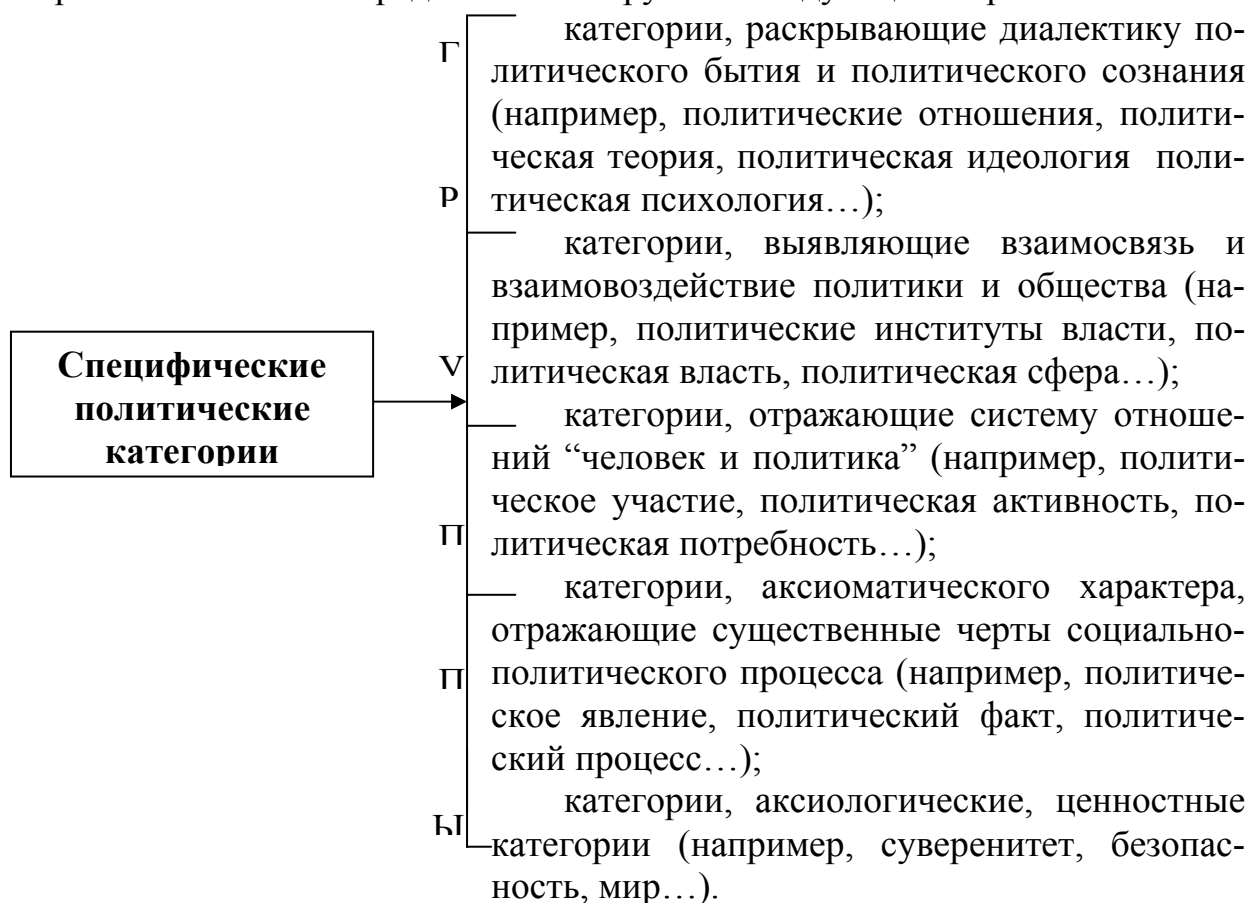 Г
Р
У
П
П
Ы
Специфические
политические
категории
категории, раскрывающие диалектику по-
литического бытия и политического сознания
(например, политические отношения, полити-
ческая теория, политическая идеология поли-
тическая психология…);
категории, выявляющие взаимосвязь и
взаимовоздействие политики и общества (на-
пример, политические институты власти, по-
литическая власть, политическая сфера…);
категории, отражающие систему отноше-
ний “человек и политика” (например, полити-
ческое участие, политическая активность, по-
литическая потребность…);
категории, аксиоматического характера,
отражающие существенные черты социально-
политического процесса (например, политиче-
ское явление, политический факт, политиче-
ский процесс…);
категории, аксиологические, ценностные
категории (например, суверенитет, безопас-
ность, мир…).